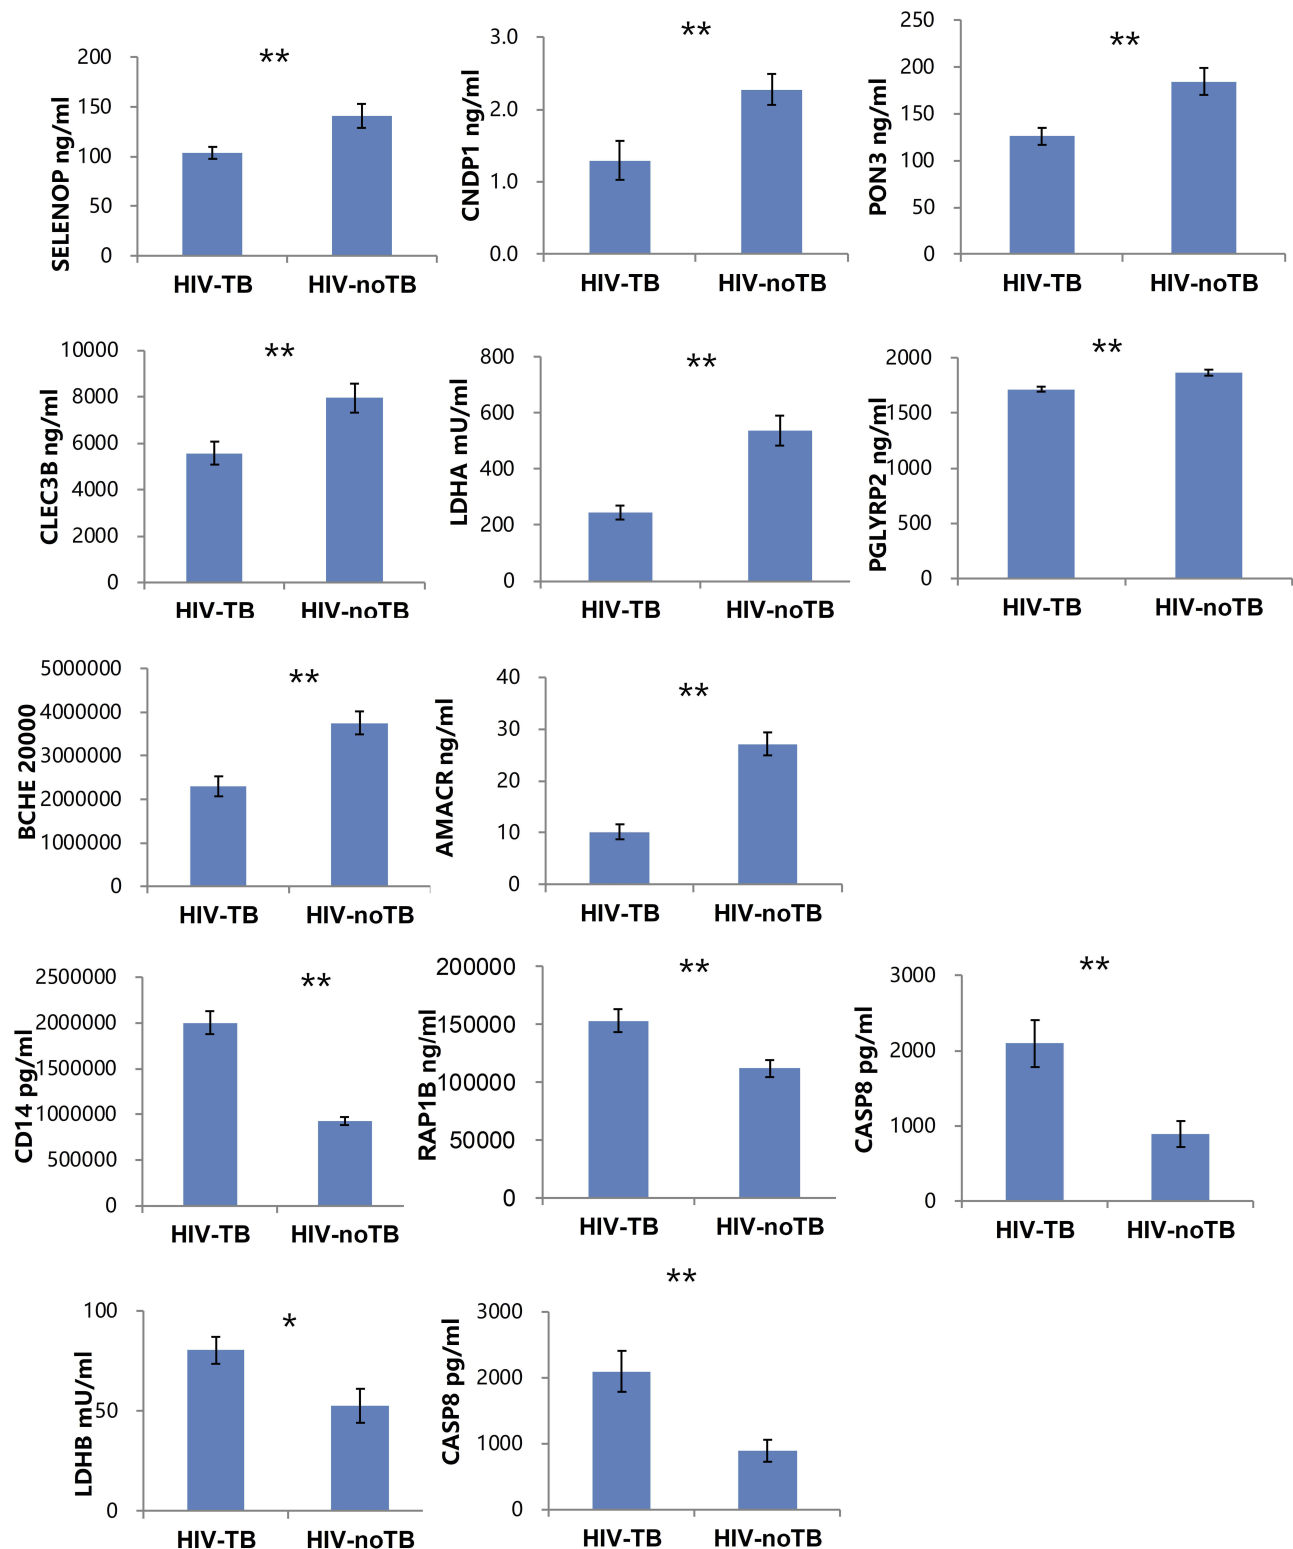 **
SELENOP ng/ml
200
150
100
50
0
HIV-TB HIV-noTB
**
CNDP1 ng/ml
3.0
2.0
1.0
0.0
HIV-TB HIV-noTB
**
PON3 ng/ml
250
200
150
100
50
0
HIV-TB HIV-noTB
**
CLEC3B ng/ml
10000
8000
6000
4000
2000
0
HIV-TB HIV-noTB
**
LDHA mU/ml
800
600
400
200
0
HIV-TB HIV-noTB
**
PGLYRP2 ng/ml
2000
1500
1000
500
0
HIV-TB HIV-noTB
**
BCHE 20000
5000000
4000000
3000000
2000000
1000000
0
HIV-TB HIV-noTB
**
AMACR ng/ml
40
30
20
10
0
HIV-TB HIV-noTB
**
CD14 pg/ml
2500000
2000000
1500000
1000000
500000
0
HIV-TB HIV-noTB
**
RAP1B ng/ml
200000
150000
100000
50000
0
HIV-TB HIV-noTB
**
CASP8 pg/ml
3000
2000
1000
0
HIV-TB HIV-noTB
*
LDHB mU/ml
100
50
0
HIV-TB HIV-noTB
**
CASP8 pg/ml
3000
2000
1000
0
HIV-TB HIV-noTB